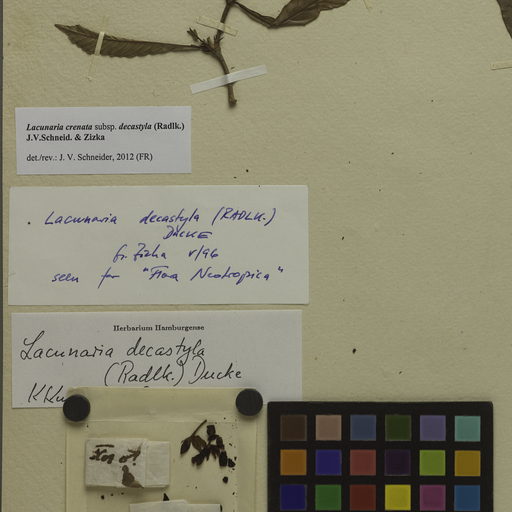 Lacunaria crenata subsp. decastyla (Radlk.)
J.V.Schneid. & Zizka
det./rev.: J. V. Schneider, 2012 (FR)
. Lacunaria decastyla (RADLK.)
DUCKE
G. Zizka V/96
seen for "Flora Neotropica"
Herbarium Hamburgense
Lacunaria decastyla
(Radlk.) Ducke